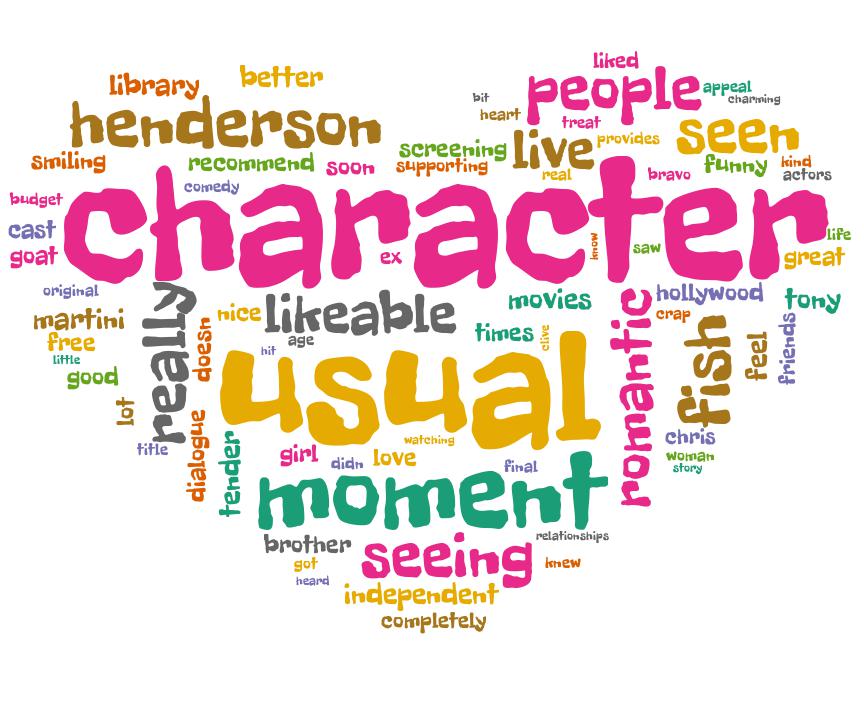 liked
library
better
people
appeal
bit
charming
henderson
heart
treat
seen
live
provides
smiling
recommend
soon
screening
supporting
funny
kind
actors
real
bravo
comedy
budget
character
cast
goat
ex
know
saw
life
great
original
really
nice
likeable
movies
romantic
hollywood
tony
martini
free
little
good
doesn
age
hit
times
clive
crap
fish
feel
friends
usual
lot
title
dialogue
tender
girl
didn
love
watching
final
chris
woman
story
moment
brother
seeing
relationships
got
knew
heard
independent
completely